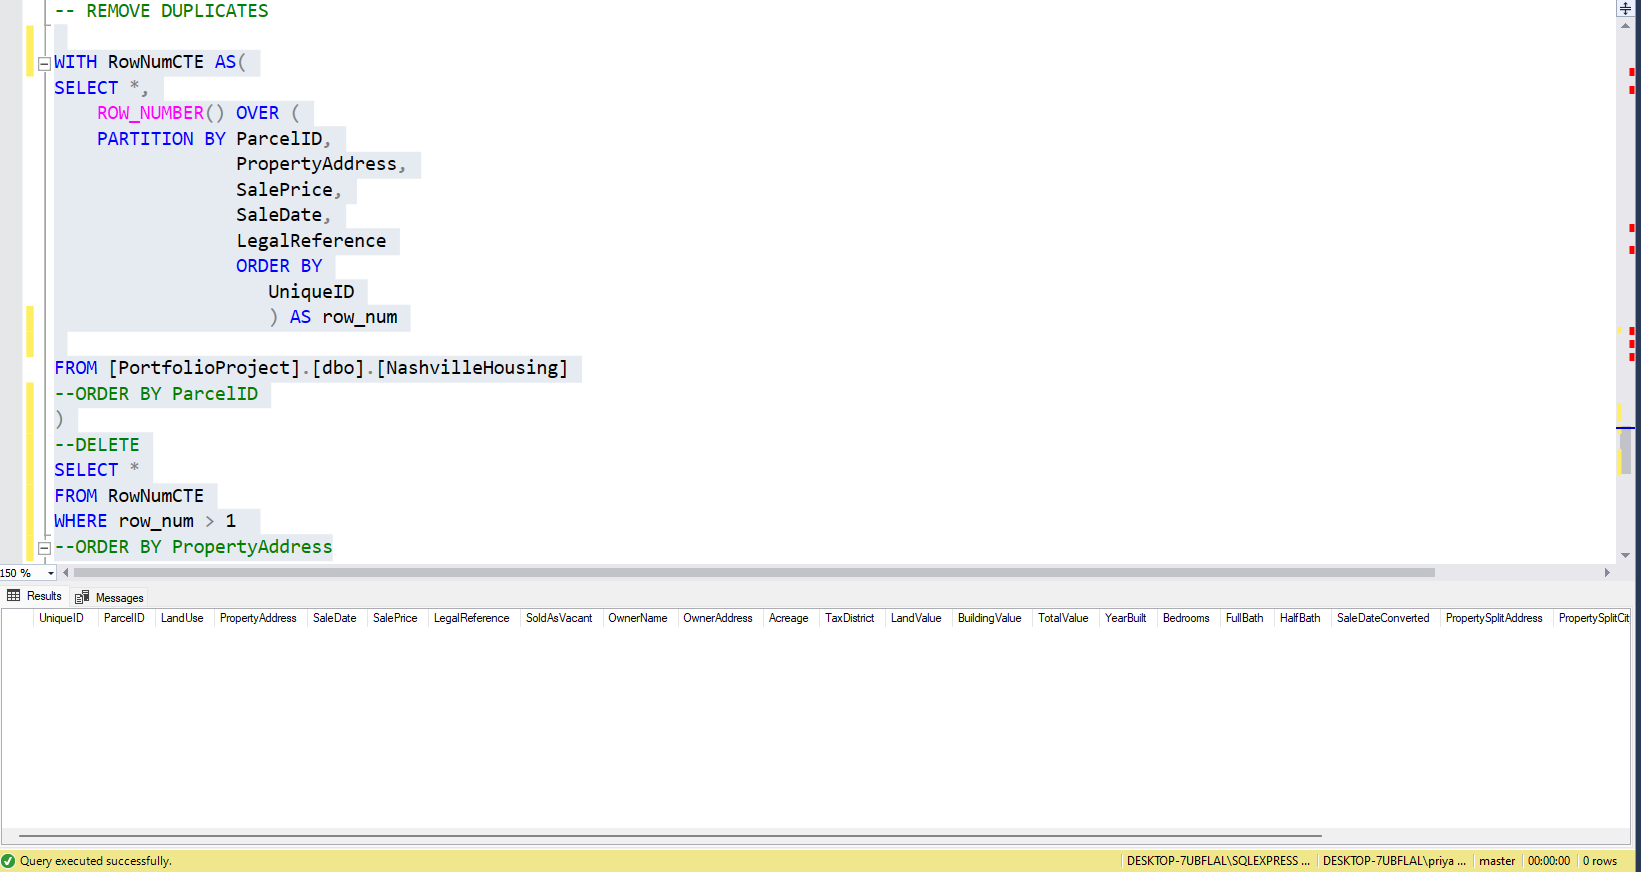 -- REMOVE DUPLICATES
WITH RowNumCTE AS(
SELECT *,
ROW_NUMBER() OVER (
PARTITION BY ParcelID,
PropertyAddress,
SalePrice,
SaleDate,
LegalReference
ORDER BY
UniqueID
) AS row_num
FROM [PortfolioProject].[dbo].[NashvilleHousing]
--ORDER BY ParcelID
)
--DELETE
SELECT *
FROM RowNumCTE
WHERE row_num > 1
--ORDER BY PropertyAddress
150 %
Results Messages
UniqueID ParcelID LandUse PropertyAddress SaleDate SalePrice LegalReference SoldAsVacant OwnerName OwnerAddress Acreage TaxDistrict LandValue BuildingValue TotalValue YearBuilt Bedrooms FullBath HalfBath SaleDateConverted PropertySplitAddress PropertySplitCit
Query executed successfully. DESKTOP-7UBFLAL\SQLEXPRESS ... DESKTOP-7UBFLAL\priya ... master 00:00:00 0 rows